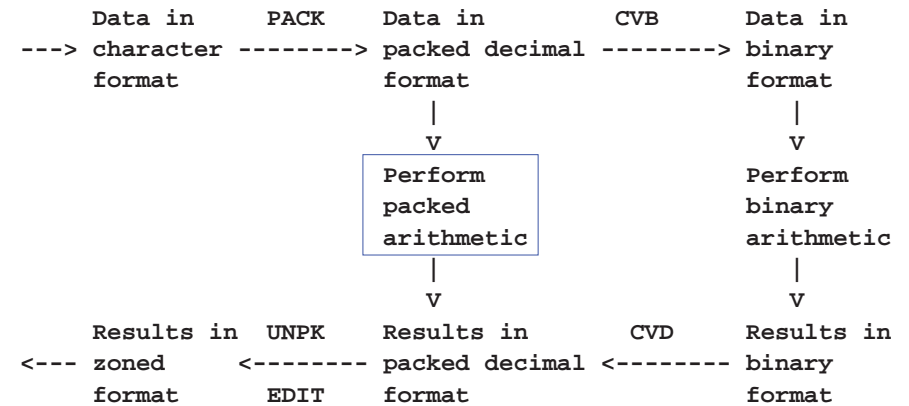 Data in      PACK    Data in         CVB      Data in
---> character --------> packed decimal --------> binary
     format               format                   format
                            |                        |
                            V                        V
                         Perform                  Perform
                         packed                   binary
                         arithmetic               arithmetic
                            |                        |
                            V                        V
     Results in  UNPK    Results in       CVD     Results in
<--- zoned     <-------- packed decimal <-------- binary
     format      EDIT    format                   format